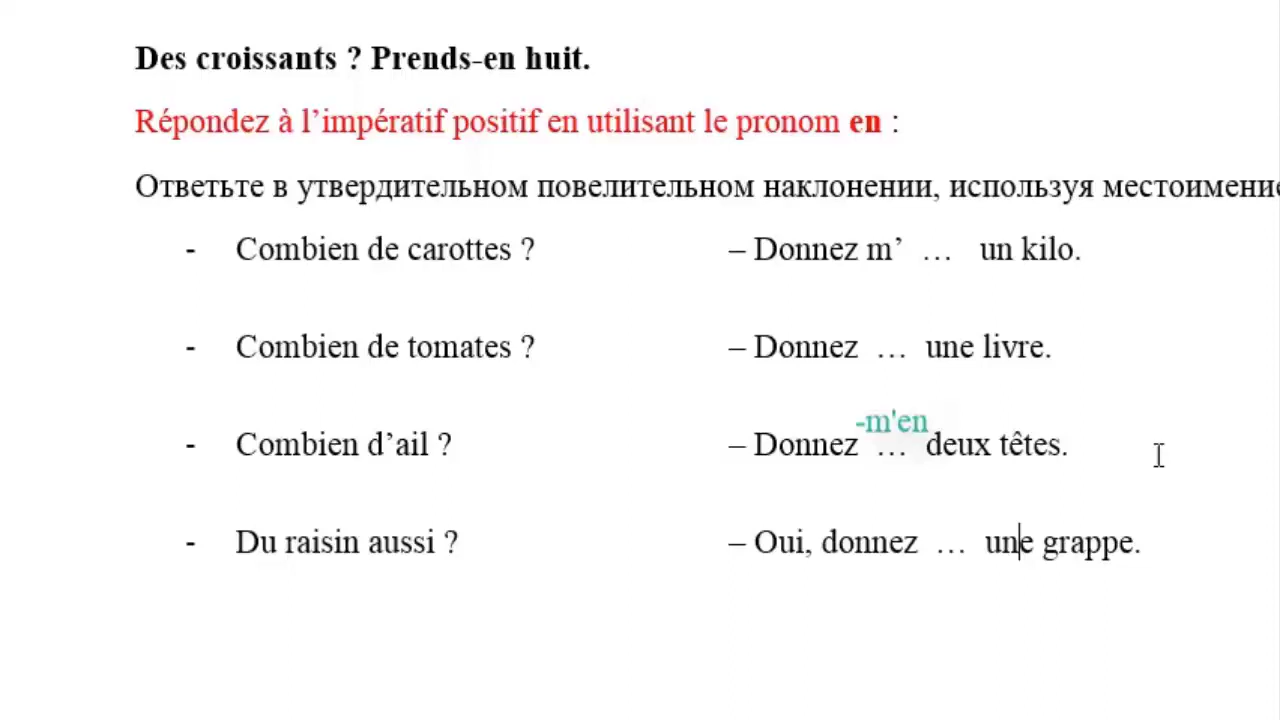 Des croissants ? Prends-en huit.
Répondez à l’impératif positif en utilisant le pronom en :
Ответьте в утвердительном повелительном наклонении, используя местоимение
- Combien de carottes ? – Donnez m’ … un kilo.
- Combien de tomates ? – Donnez … une livre.
-m'en
- Combien d’ail ? – Donnez … deux têtes.
- Du raisin aussi ? – Oui, donnez … une grappe.